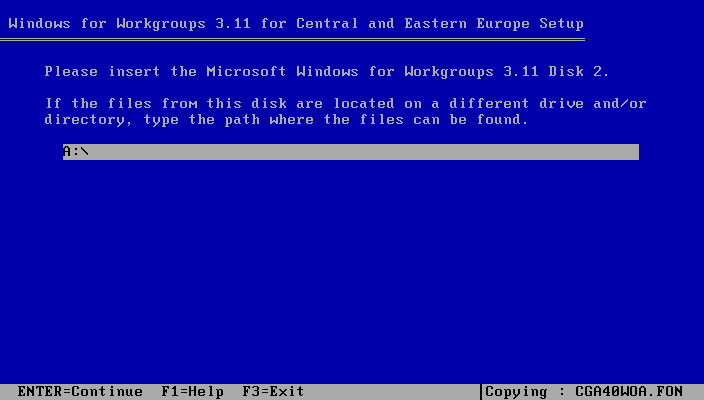 Windows for Workgroups 3.11 for Central and Eastern Europe Setup
Please insert the Microsoft Windows for Workgroups 3.11 Disk 2.
If the files from this disk are located on a different drive and/or
directory, type the path where the files can be found.
A:\
ENTER=Continue  F1=Help  F3=Exit |Copying : CGA40WOA.FON